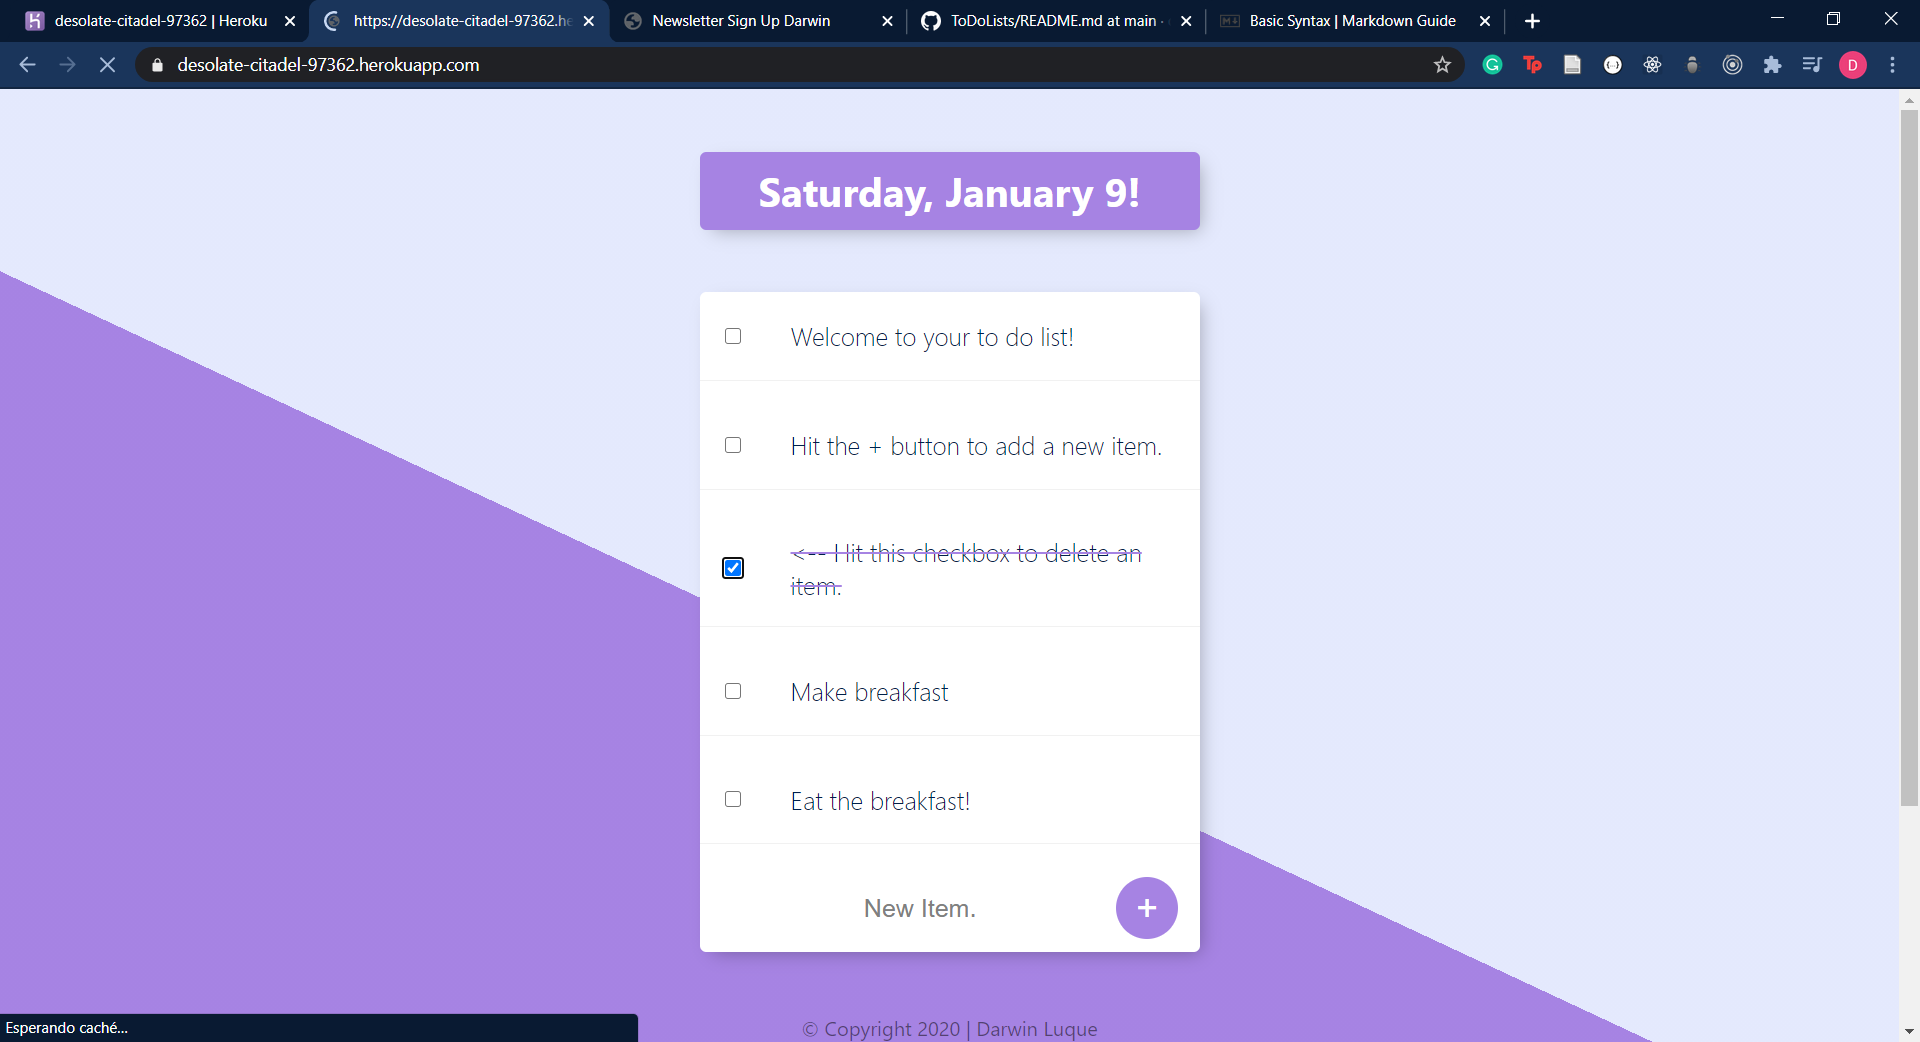 desolate-citadel-97362 | Heroku
https://desolate-citadel-97362.he
Newsletter Sign Up Darwin
ToDoLists/README.md at main ·
Basic Syntax | Markdown Guide
desolate-citadel-97362.herokuapp.com
D
Saturday, January 9!
Welcome to your to do list!
Hit the + button to add a new item.
<-- Hit this checkbox to delete an
item.
Make breakfast
Eat the breakfast!
New Item.
+
© Copyright 2020 | Darwin Luque
Esperando caché...